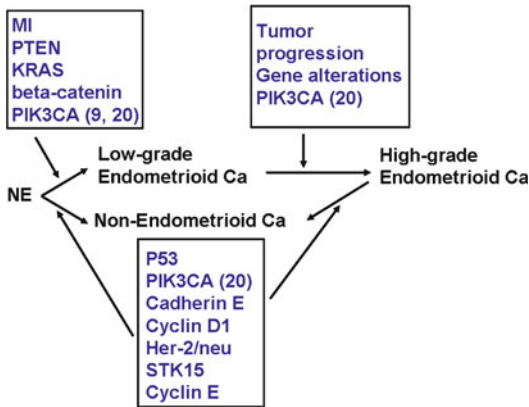 MI
PTEN
KRAS
beta-catenin
PIK3CA (9, 20)
Tumor
progression
Gene alterations
PIK3CA (20)
Low-grade
Endometrioid Ca
High-grade
Endometrioid Ca
NE
Non-Endometrioid Ca
P53
PIK3CA (20)
Cadherin E
Cyclin D1
Her-2/neu
STK15
Cyclin E